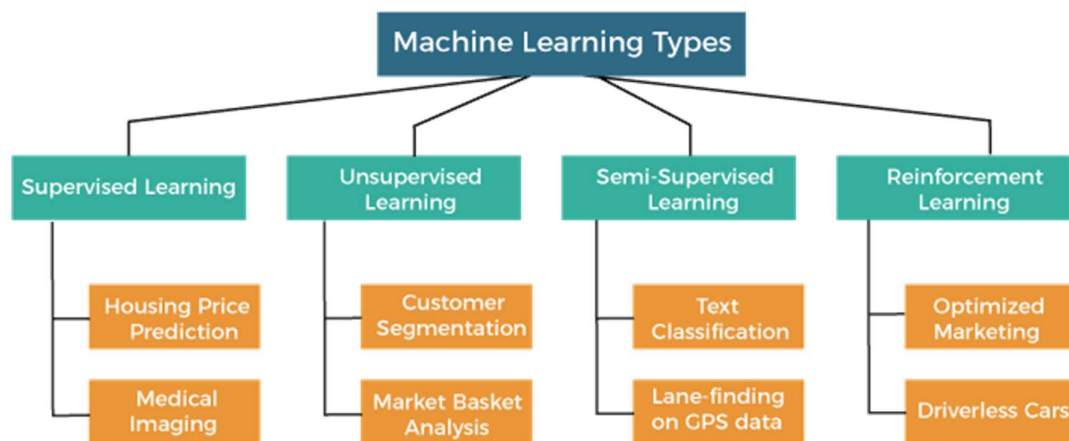 Machine Learning Types
Supervised Learning
Unsupervised
Learning
Semi-Supervised
Learning
Reinforcement
Learning
Housing Price
Prediction
Customer
Segmentation
Text
Classification
Optimized
Marketing
Medical
Imaging
Market Basket
Analysis
Lane-finding
on GPS data
Driverless Cars